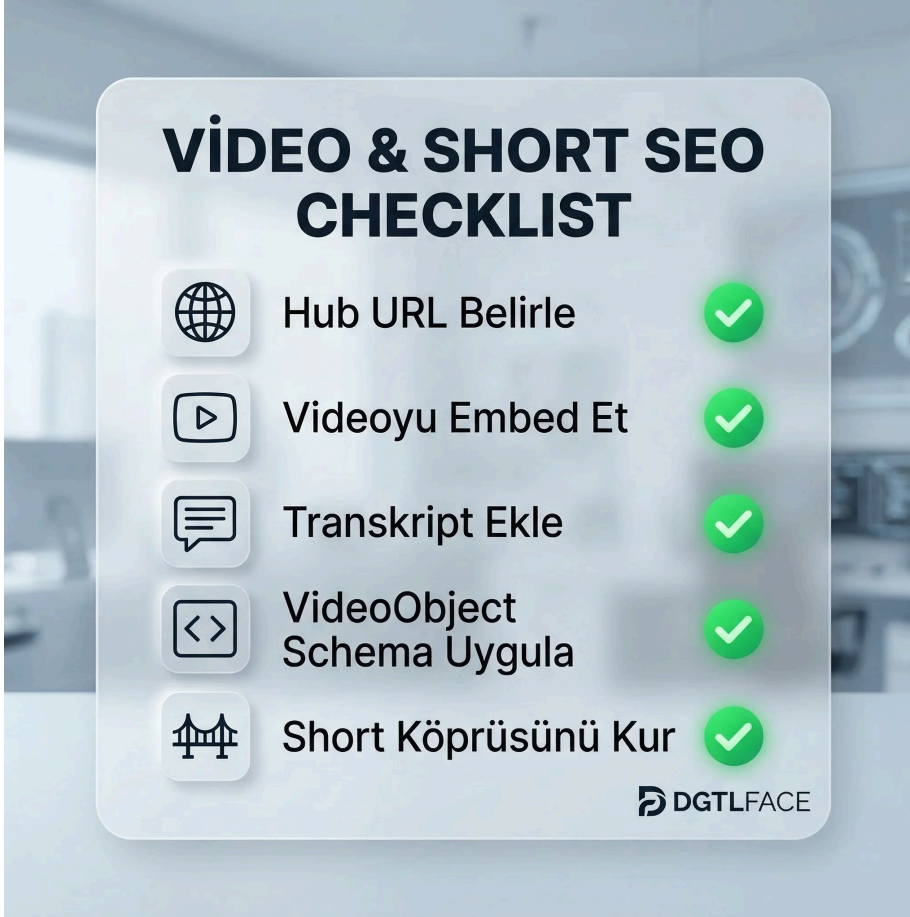 VİDEO & SHORT SEO
CHECKLIST
Hub URL Belirle
Videoyu Embed Et
Transkript Ekle
VideoObject
Schema Uygula
Short Köprüsünü Kur
DGTLFACE